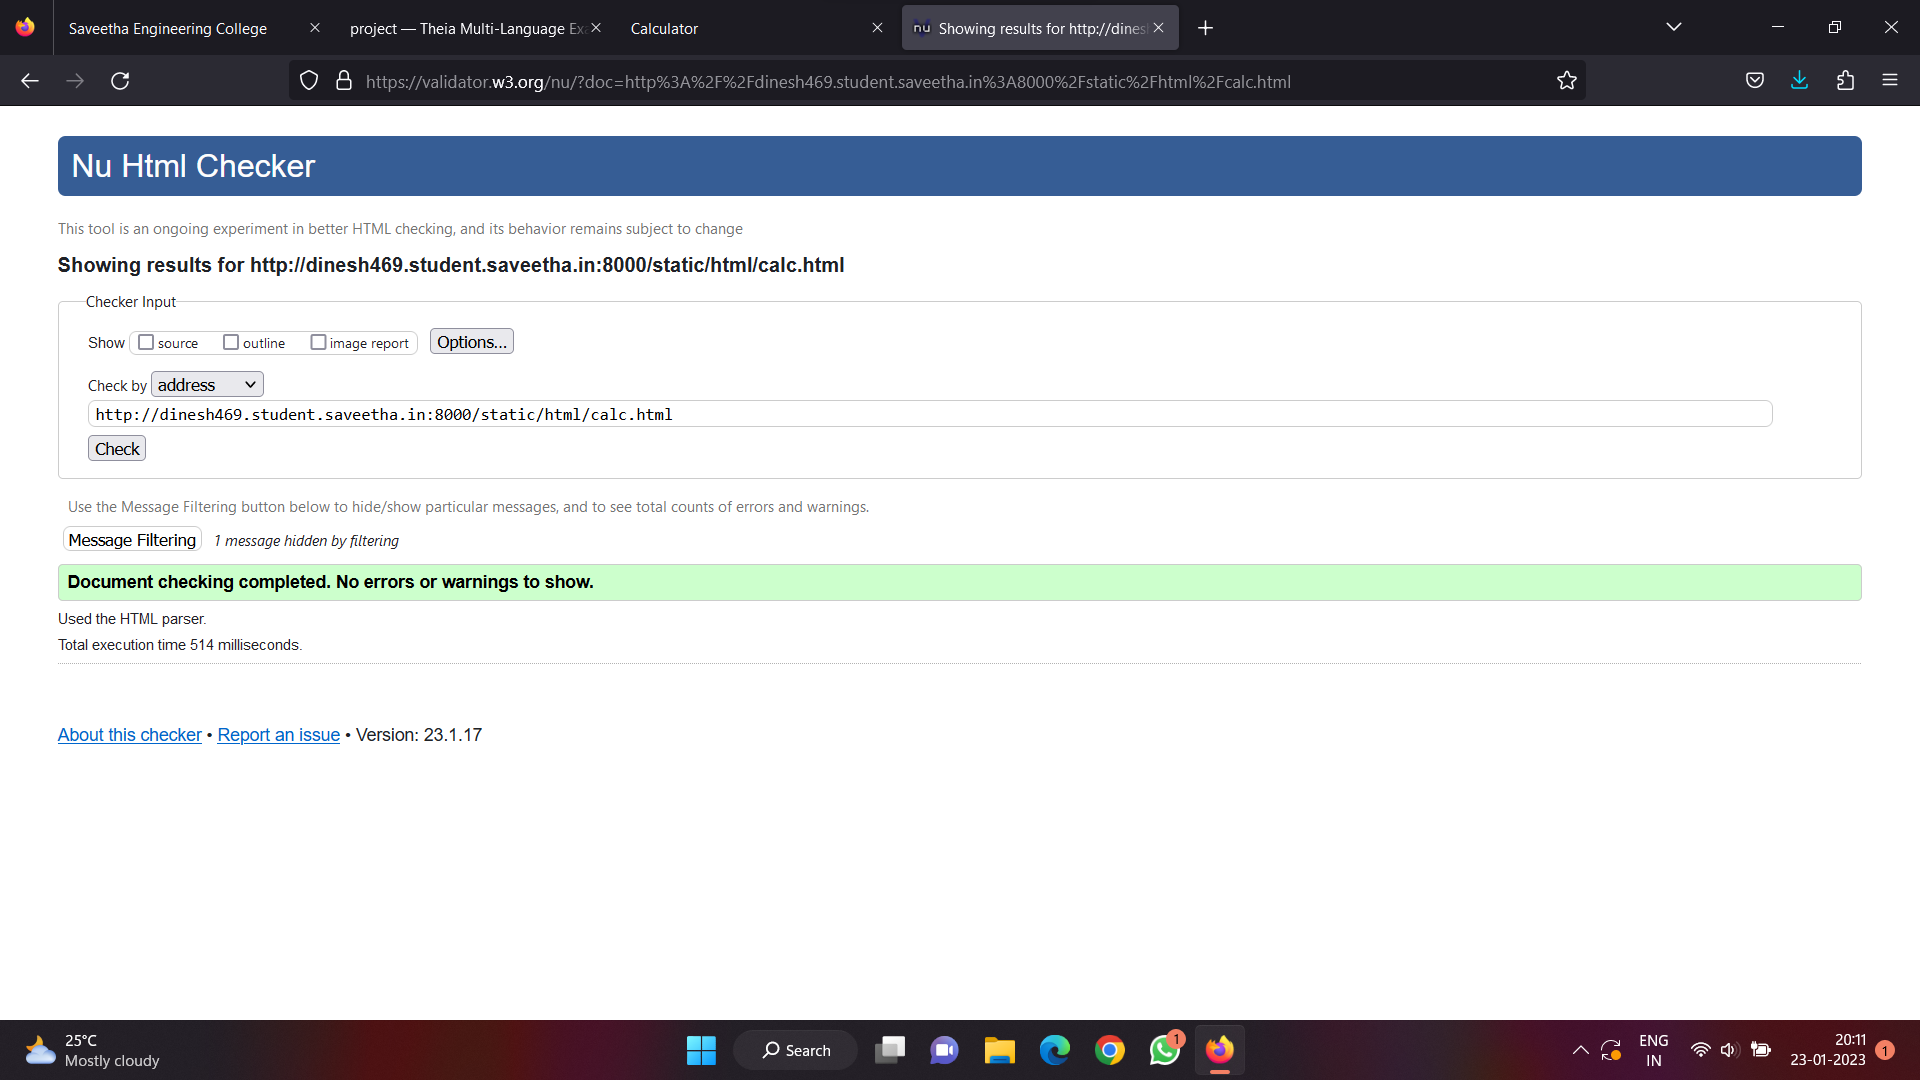 Saveetha Engineering College
project — Theia Multi-Language Ex
Calculator
nu Showing results for http://dines
https://validator.w3.org/nu/?doc=http%3A%2F%2Fdinesh469.student.saveetha.in%3A8000%2Fstatic%2Fhtml%2Fcalc.html
Nu Html Checker
This tool is an ongoing experiment in better HTML checking, and its behavior remains subject to change
Showing results for http://dinesh469.student.saveetha.in:8000/static/html/calc.html
Checker Input
Show source outline image report Options...
Check by address
http://dinesh469.student.saveetha.in:8000/static/html/calc.html
Check
Use the Message Filtering button below to hide/show particular messages, and to see total counts of errors and warnings.
Message Filtering 1 message hidden by filtering
Document checking completed. No errors or warnings to show.
Used the HTML parser.
Total execution time 514 milliseconds.
About this checker • Report an issue • Version: 23.1.17
25°C
Mostly cloudy
Search
1
ENG
IN
20:11
23-01-2023
1